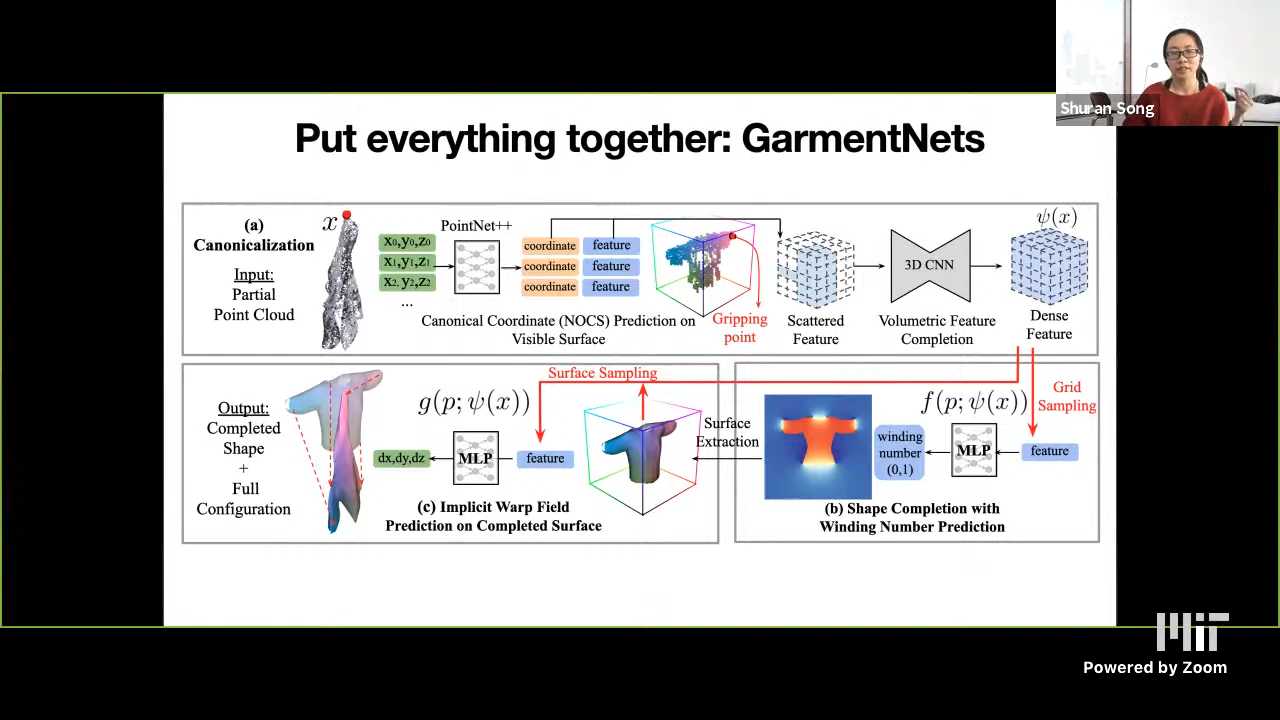 Shuran Song
Put everything together: GarmentNets
(a)
Canonicalization
Input:
Partial
Point Cloud
x
x₀,y₀,z₀
x₁,y₁,z₁
x₂,y₂,z₂
...
PointNet++
coordinate
feature
coordinate
feature
coordinate
feature
Canonical Coordinate (NOCS) Prediction on
Visible Surface
Gripping
point
Scattered
Feature
3D CNN
Volumetric Feature
Completion
ψ(x)
Dense
Feature
Output:
Completed
Shape
+
Full
Configuration
Surface Sampling
g(p; ψ(x))
dx,dy,dz
MLP
feature
(c) Implicit Warp Field
Prediction on Completed Surface
Surface
Extraction
f(p; ψ(x))
Grid
Sampling
winding
number
(0,1)
MLP
feature
(b) Shape Completion with
Winding Number Prediction
MIT
Powered by Zoom